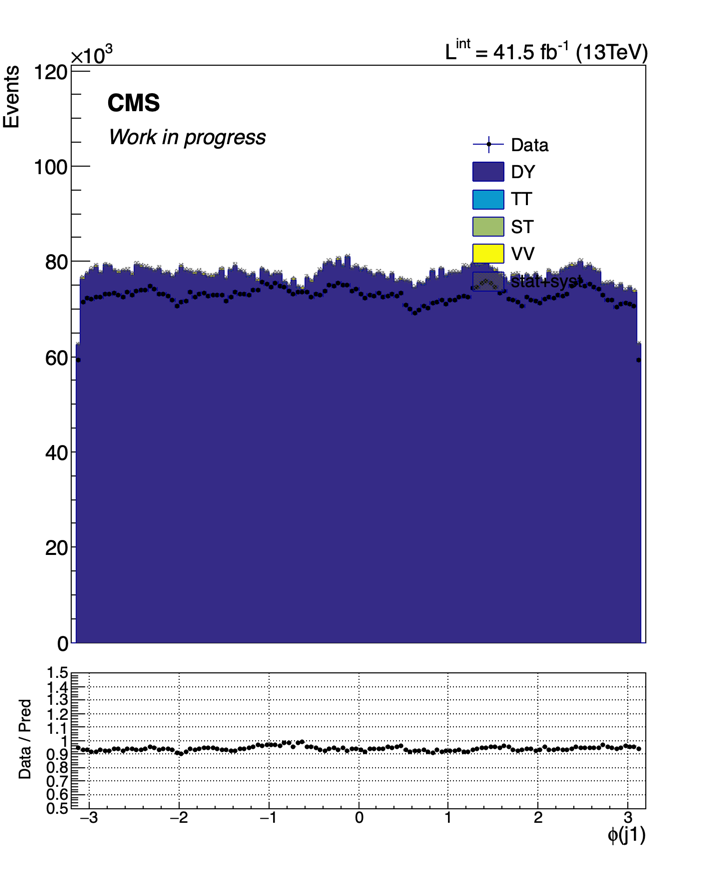 ×10³
L^int = 41.5 fb⁻¹ (13TeV)
Events
120
100
80
60
40
20
0
CMS
Work in progress
Data
DY
TT
ST
VV
stat+syst
Data / Pred
1.5
1.4
1.3
1.2
1.1
1
0.9
0.8
0.7
0.6
0.5
−3
−2
−1
0
1
2
3
ϕ(j1)